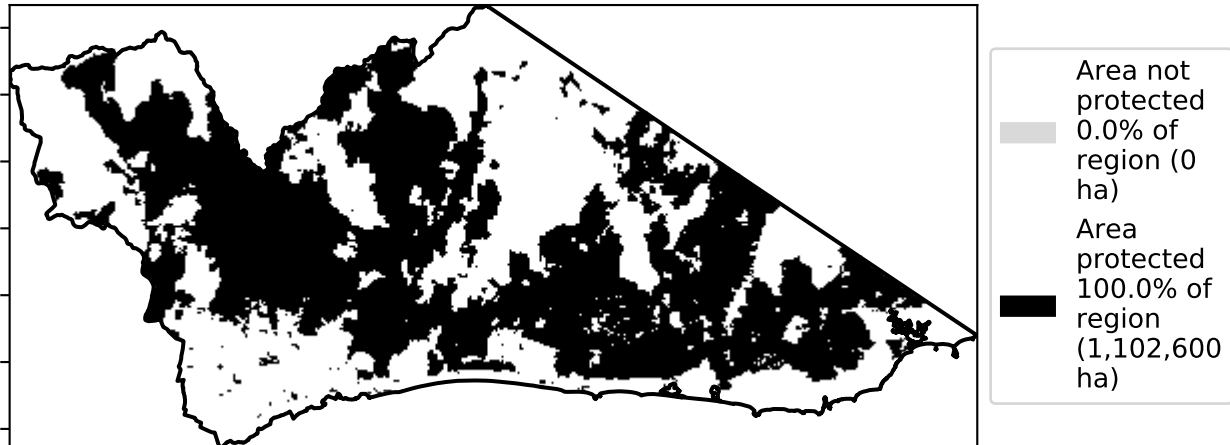 Area not
protected
0.0% of
region (0
ha)
Area
protected
100.0% of
region
(1,102,600
ha)